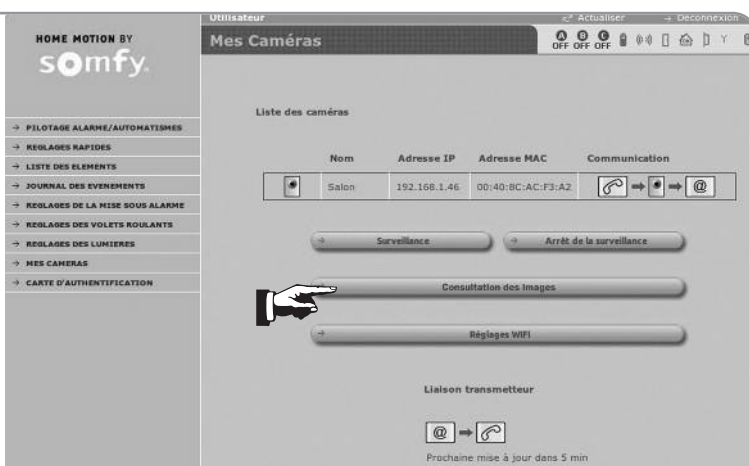 Utilisateur
Actualiser → Deconnexion
HOME MOTION BY
somfy.
Mes Caméras
A B C
OFF OFF OFF
Liste des caméras
→ PILOTAGE ALARME/AUTOMATISMES
→ REGLAGES RAPIDES
→ LISTE DES ELEMENTS
→ JOURNAL DES EVENEMENTS
→ REGLAGES DE LA MISE SOUS ALARME
→ REGLAGES DES VOLETS ROULANTS
→ REGLAGES DES LUMIERES
→ MES CAMERAS
→ CARTE D'AUTHENTIFICATION
Nom Adresse IP Adresse MAC Communication
Salon 192.168.1.46 00:40:8C:AC:F3:A2 → → @
→ Surveillance → Arrêt de la surveillance
Consultation des Images
→ Réglages WIFI
Liaison transmetteur
@ →
Prochaine mise à jour dans 5 min